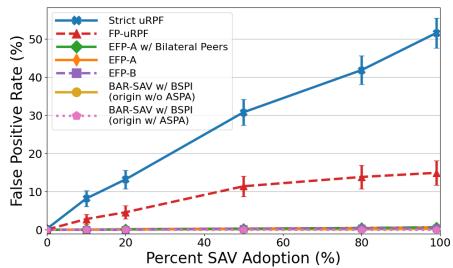 False Positive Rate (%)
50
40
30
20
10
0
Strict uRPF
FP-uRPF
EFP-A w/ Bilateral Peers
EFP-A
EFP-B
BAR-SAV w/ BSPI
(origin w/o ASPA)
BAR-SAV w/ BSPI
(origin w/ ASPA)
0 20 40 60 80 100
Percent SAV Adoption (%)